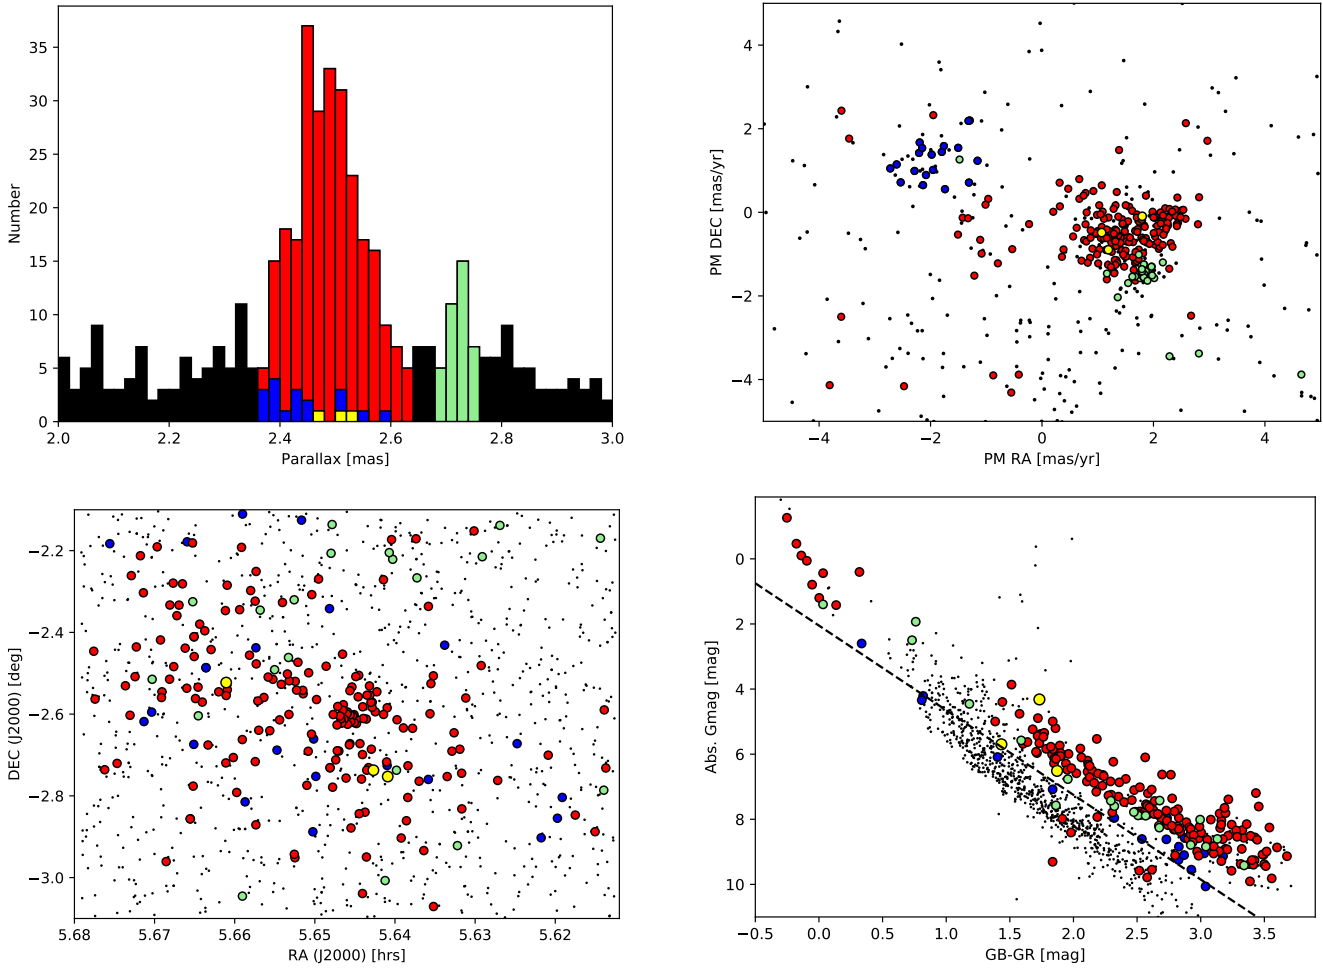 35
30
25
20
15
10
5
0
Number
2.0 2.2 2.4 2.6 2.8 3.0
Parallax [mas]
4
2
0
−2
−4
PM DEC [mas/yr]
−4 −2 0 2 4
PM RA [mas/yr]
−2.2
−2.4
−2.6
−2.8
−3.0
DEC (J2000) [deg]
5.68 5.67 5.66 5.65 5.64 5.63 5.62
RA (J2000) [hrs]
0
2
4
6
8
10
Abs. Gmag [mag]
−0.5 0.0 0.5 1.0 1.5 2.0 2.5 3.0 3.5
GB-GR [mag]